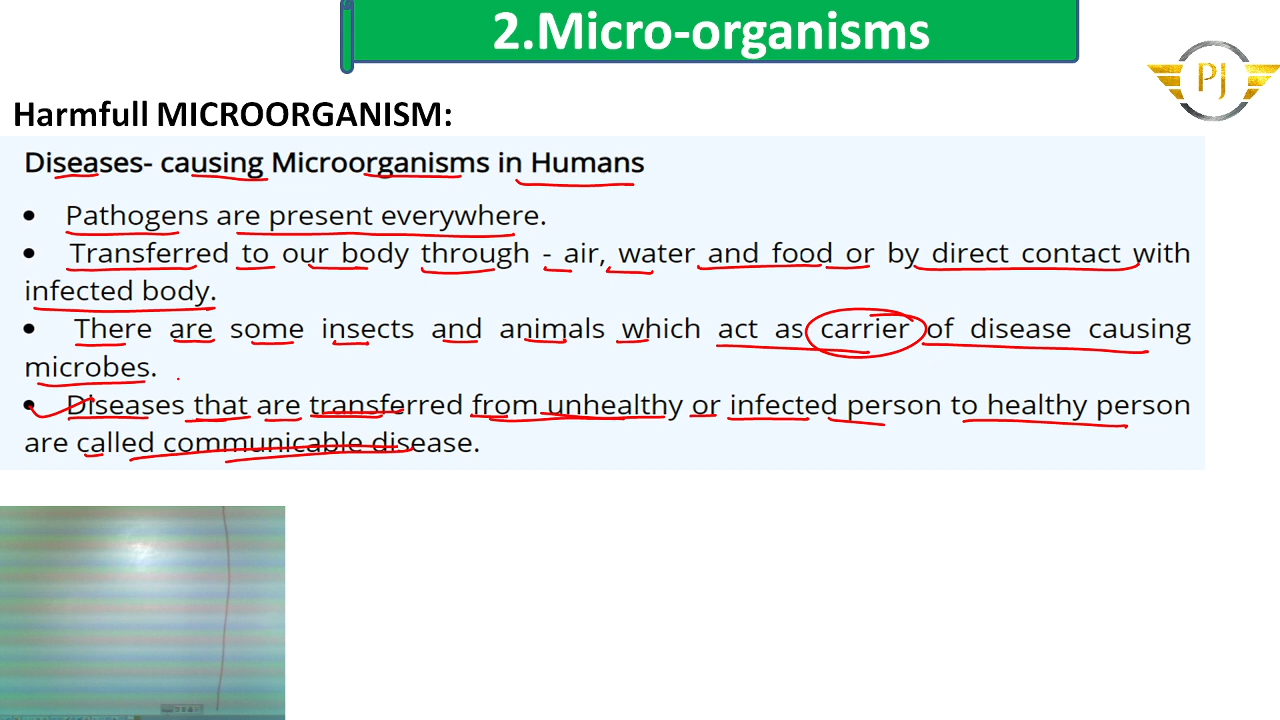 2.Micro-organisms
PJ
Harmfull MICROORGANISM:
Diseases- causing Microorganisms in Humans
• Pathogens are present everywhere.
• Transferred to our body through - air, water and food or by direct contact with
infected body.
• There are some insects and animals which act as carrier of disease causing
microbes.
• Diseases that are transferred from unhealthy or infected person to healthy person
are called communicable disease.